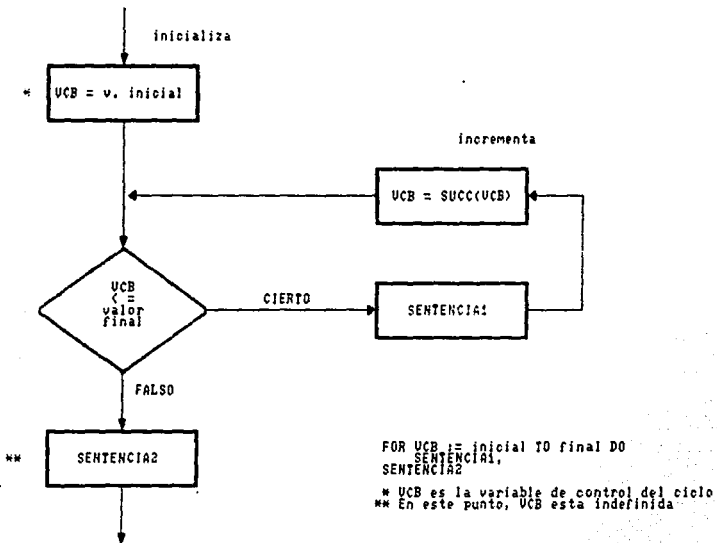 inicializa
* VCB = v. inicial
incrementa
VCB = SUCC(VCB)
VCB
< =
valor
final
CIERTO
SENTENCIA1
FALSO
** SENTENCIA2
FOR VCB := inicial TO final DO
SENTENCIA1,
SENTENCIA2
* VCB es la variable de control del ciclo
** En este punto, VCB esta indefinida